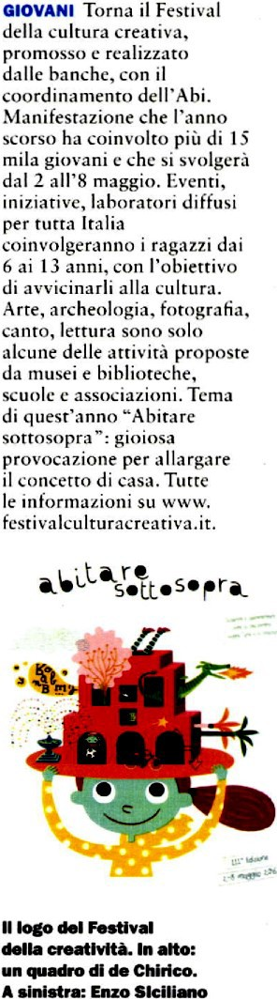 GIOVANI Torna il Festival
della cultura creativa,
promosso e realizzato
dalle banche, con il
coordinamento dell'Abi.
Manifestazione che l'anno
scorso ha coinvolto più di 15
mila giovani e che si svolgerà
dal 2 all'8 maggio. Eventi,
iniziative, laboratori diffusi
per tutta Italia
coinvolgeranno i ragazzi dai
6 ai 13 anni, con l'obiettivo
di avvicinarli alla cultura.
Arte, archeologia, fotografia,
canto, lettura sono solo
alcune delle attività proposte
da musei e biblioteche,
scuole e associazioni. Tema
di quest'anno “Abitare
sottosopra”: gioiosa
provocazione per allargare
il concetto di casa. Tutte
le informazioni su www.
festivalculturacreativa.it.
abitare
sottosopra
IIIª Edizione
2-8 maggio
Il logo del Festival
della creatività. In alto:
un quadro di de Chirico.
A sinistra: Enzo SIciliano